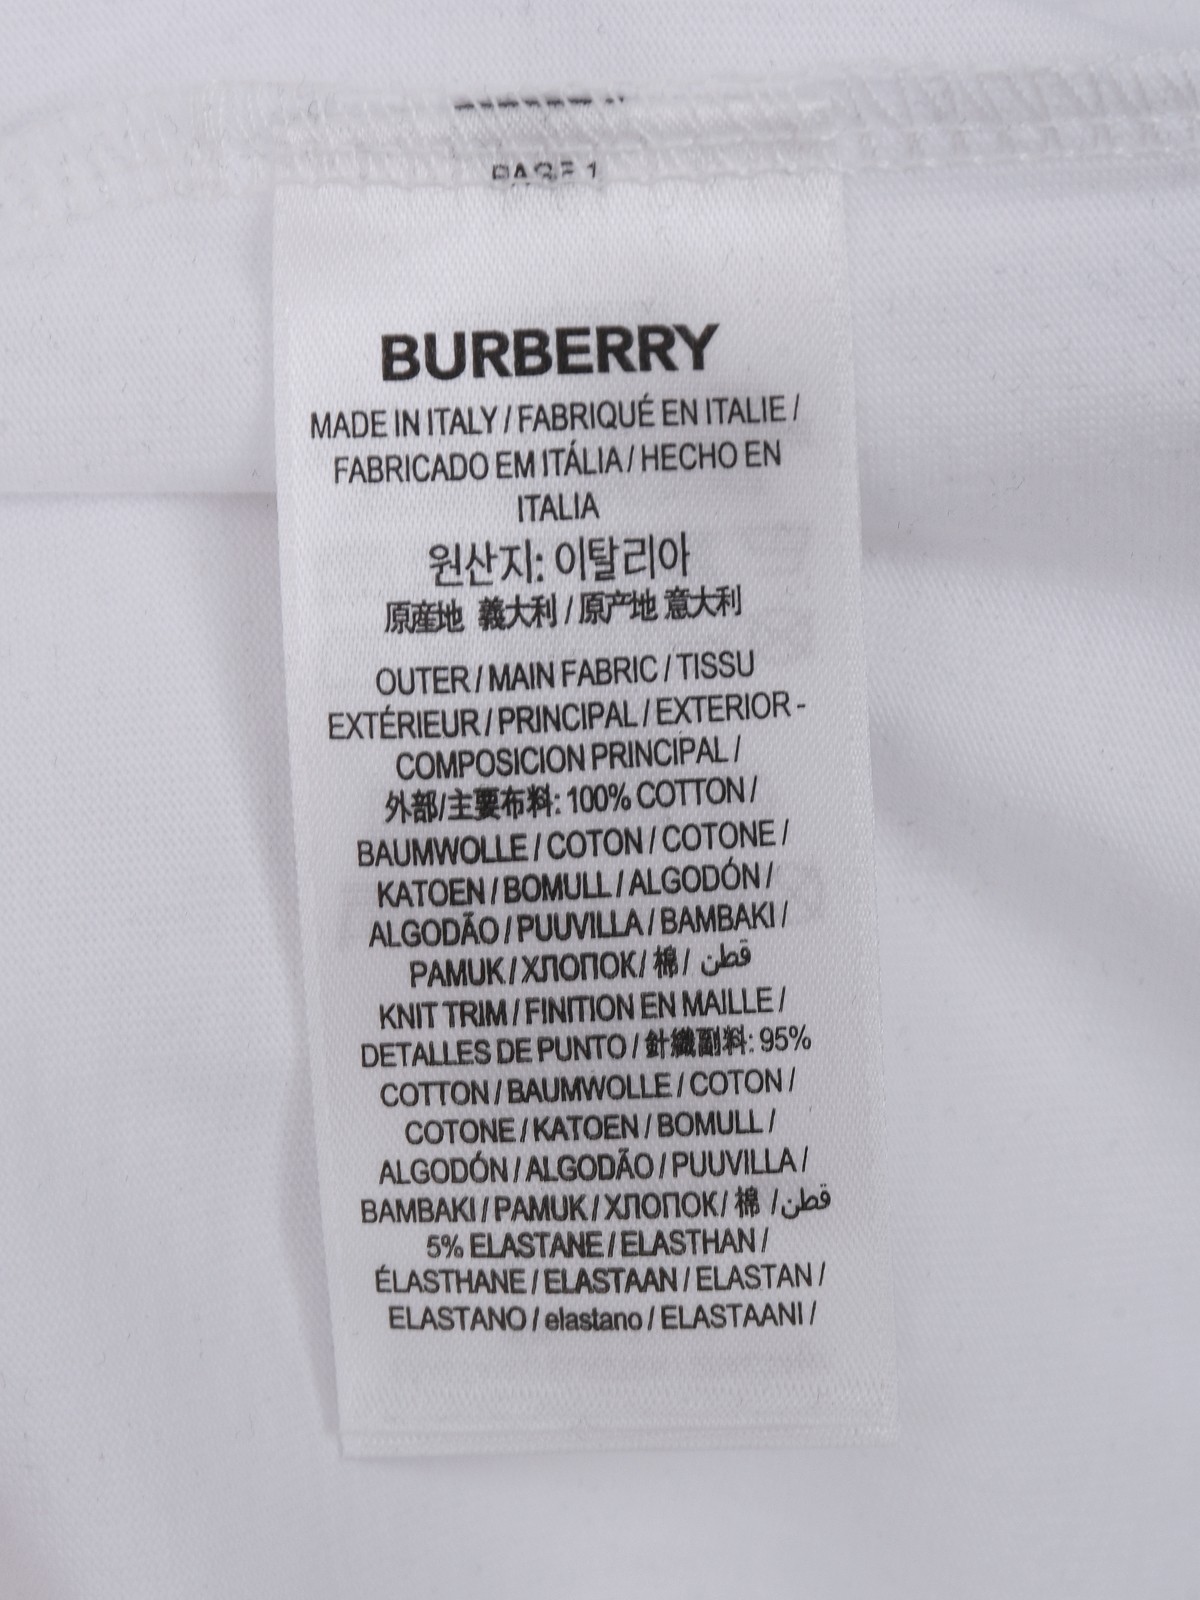 PAGE 1
BURBERRY
MADE IN ITALY / FABRIQUÉ EN ITALIE /
FABRICADO EM ITÁLIA / HECHO EN
ITALIA
원산지: 이탈리아
原産地 義大利 / 原产地 意大利
OUTER / MAIN FABRIC / TISSU
EXTÉRIEUR / PRINCIPAL / EXTERIOR -
COMPOSICION PRINCIPAL /
外部/主要布料: 100% COTTON /
BAUMWOLLE / COTON / COTONE /
KATOEN / BOMULL / ALGODÓN /
ALGODÃO / PUUVILLA / BAMBAKI /
PAMUK / ХЛОПОК / 棉 / قطن
KNIT TRIM / FINITION EN MAILLE /
DETALLES DE PUNTO / 針織副料: 95%
COTTON / BAUMWOLLE / COTON /
COTONE / KATOEN / BOMULL /
ALGODÓN / ALGODÃO / PUUVILLA /
BAMBAKI / PAMUK / ХЛОПОК / 棉 / قطن
5% ELASTANE / ELASTHAN /
ÉLASTHANE / ELASTAAN / ELASTAN /
ELASTANO / elastano / ELASTAANI /